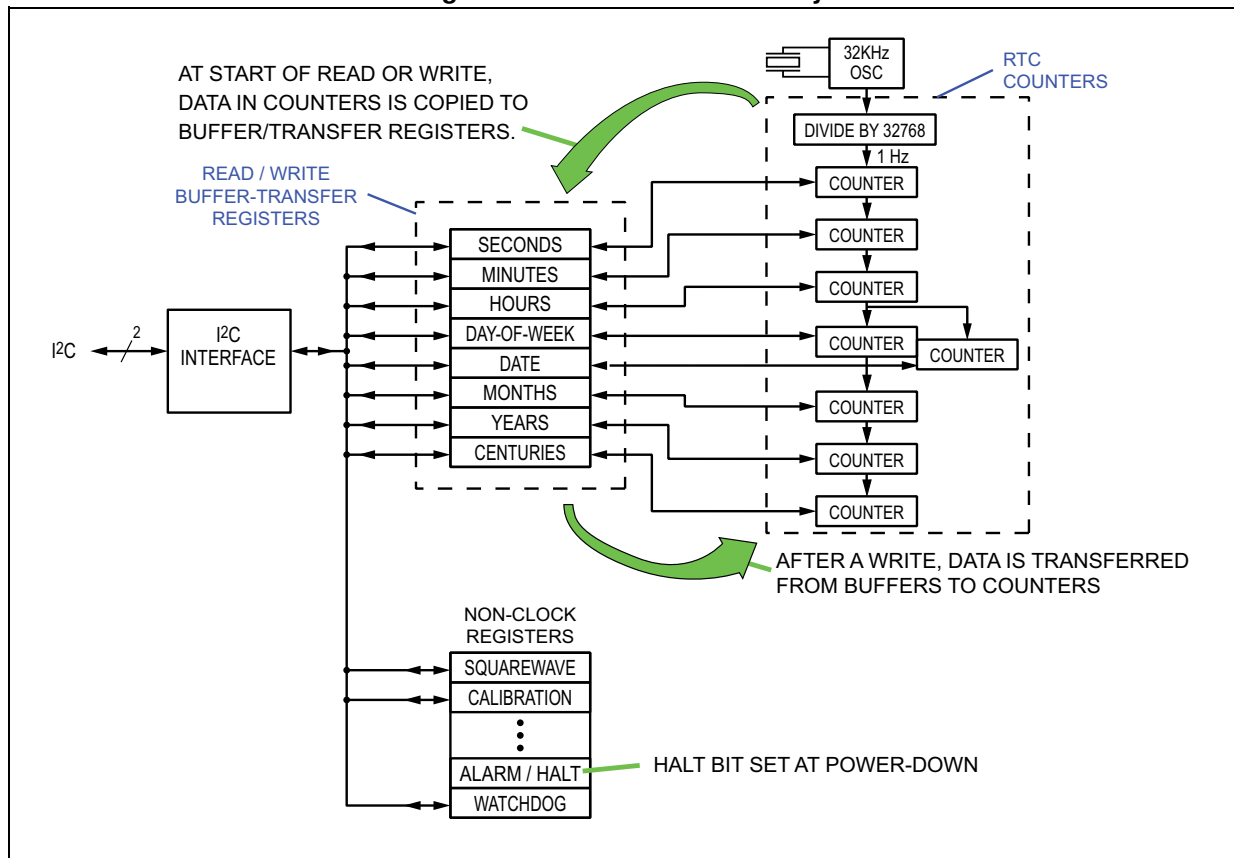 AT START OF READ OR WRITE,
DATA IN COUNTERS IS COPIED TO
BUFFER/TRANSFER REGISTERS.
32KHz
OSC
RTC
COUNTERS
DIVIDE BY 32768
1 Hz
READ / WRITE
BUFFER-TRANSFER
REGISTERS
COUNTER
SECONDS
COUNTER
MINUTES
HOURS
COUNTER
I2C
2
I2C
INTERFACE
DAY-OF-WEEK
COUNTER
COUNTER
DATE
MONTHS
COUNTER
YEARS
CENTURIES
COUNTER
COUNTER
AFTER A WRITE, DATA IS TRANSFERRED
FROM BUFFERS TO COUNTERS
NON-CLOCK
REGISTERS
SQUAREWAVE
CALIBRATION
ALARM / HALT
HALT BIT SET AT POWER-DOWN
WATCHDOG